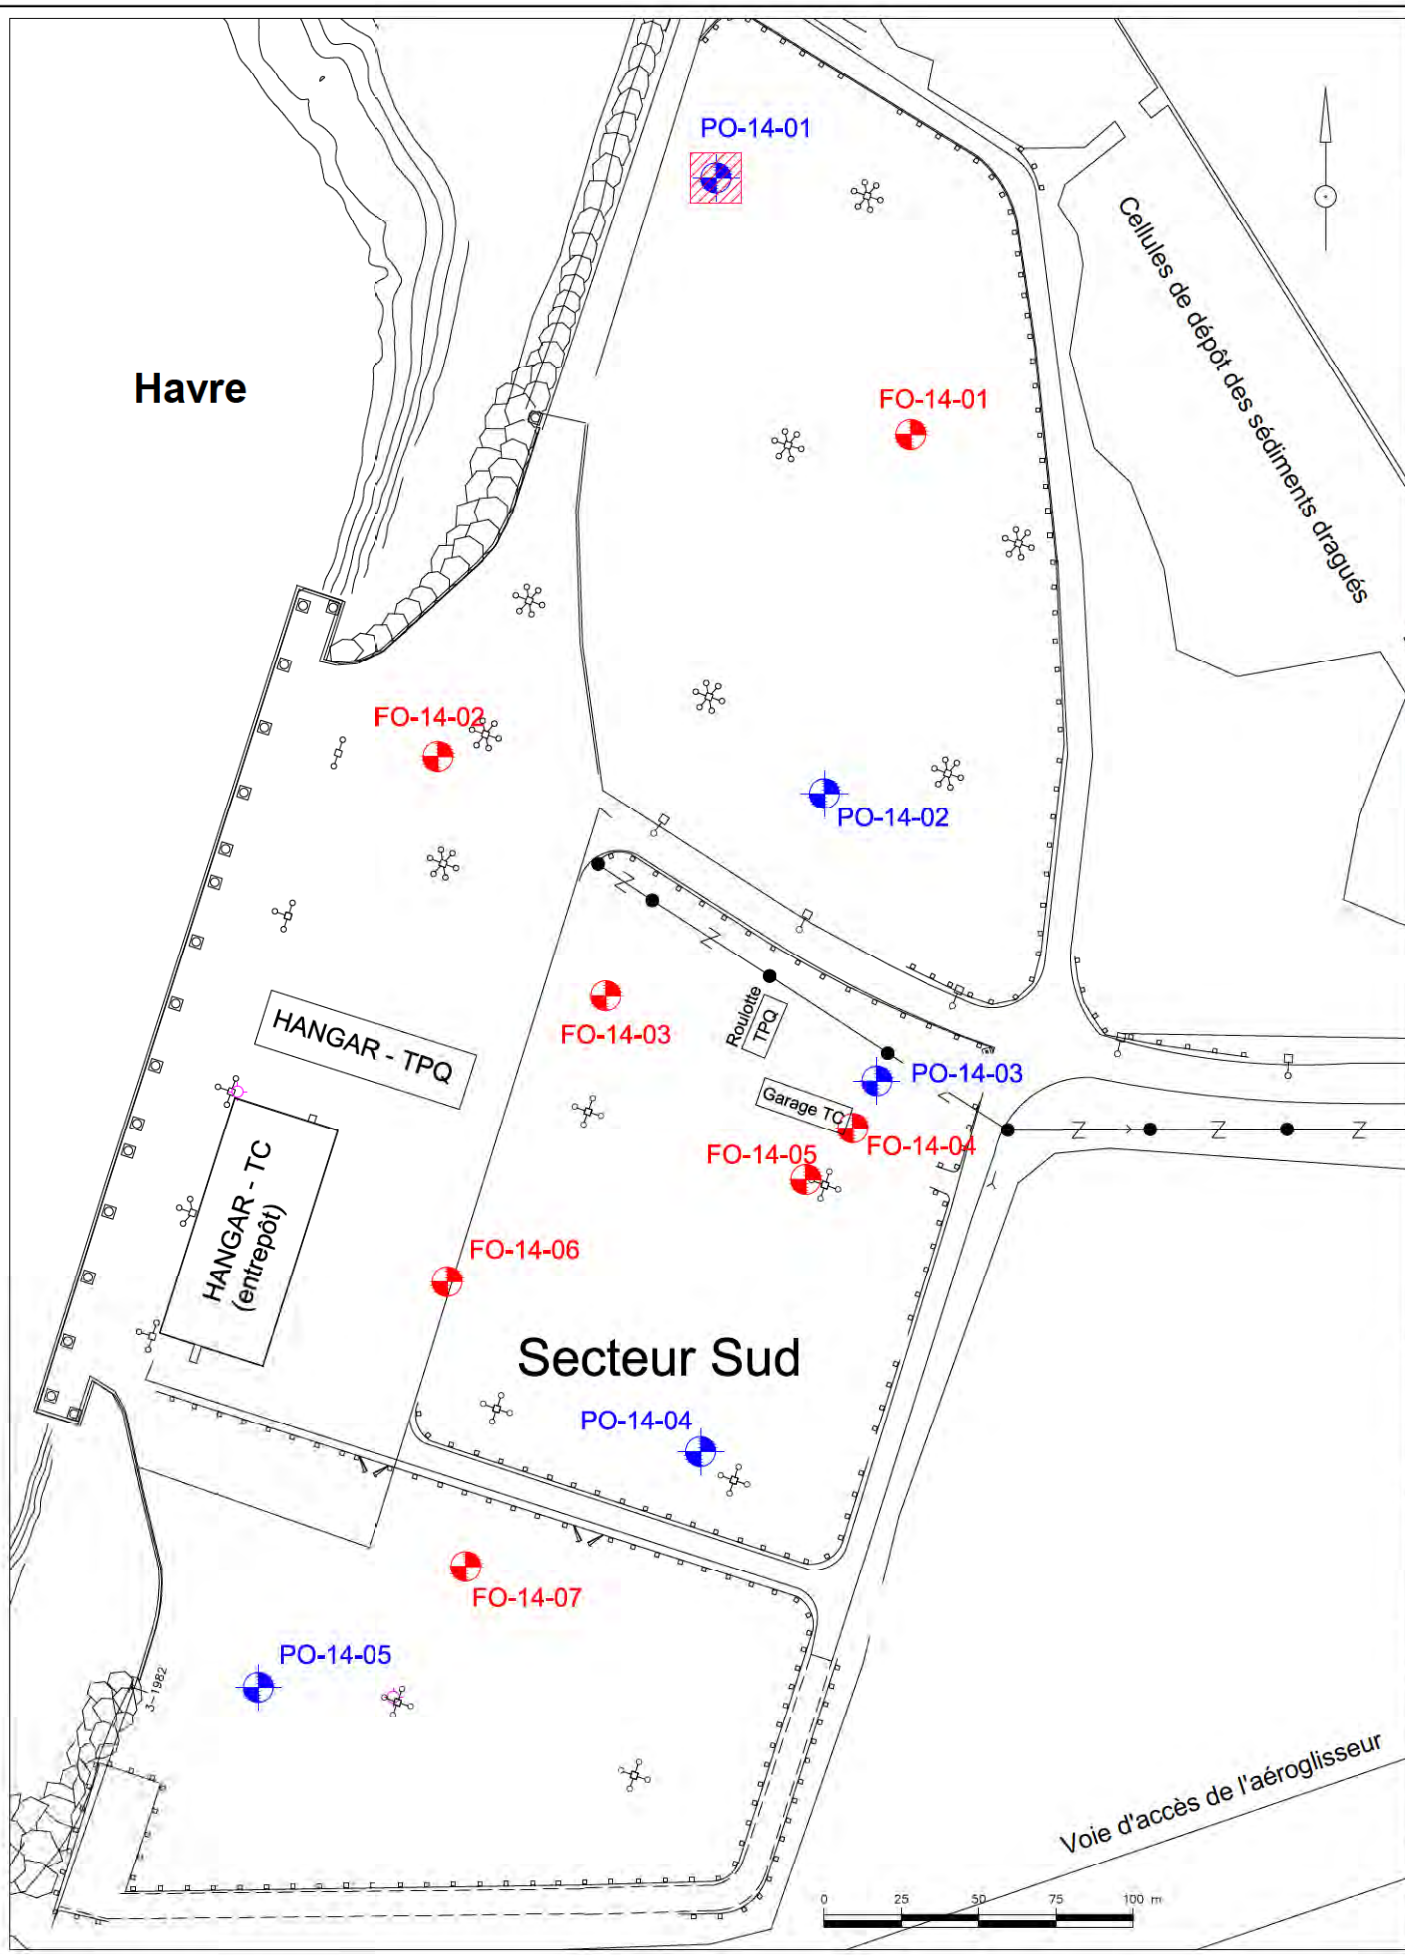 PO-14-01
Cellules de dépôt des sédiments dragués
Havre
FO-14-01
FO-14-02
PO-14-02
Z
Z
FO-14-03
Roulotte
TPQ
HANGAR - TPQ
PO-14-03
Garage TC
FO-14-04
Z
Z
Z
FO-14-05
HANGAR - TC
(entrepôt)
FO-14-06
Secteur Sud
PO-14-04
FO-14-07
PO-14-05
3-1982
Voie d'accès de l'aéroglisseur
0 25 50 75 100 m